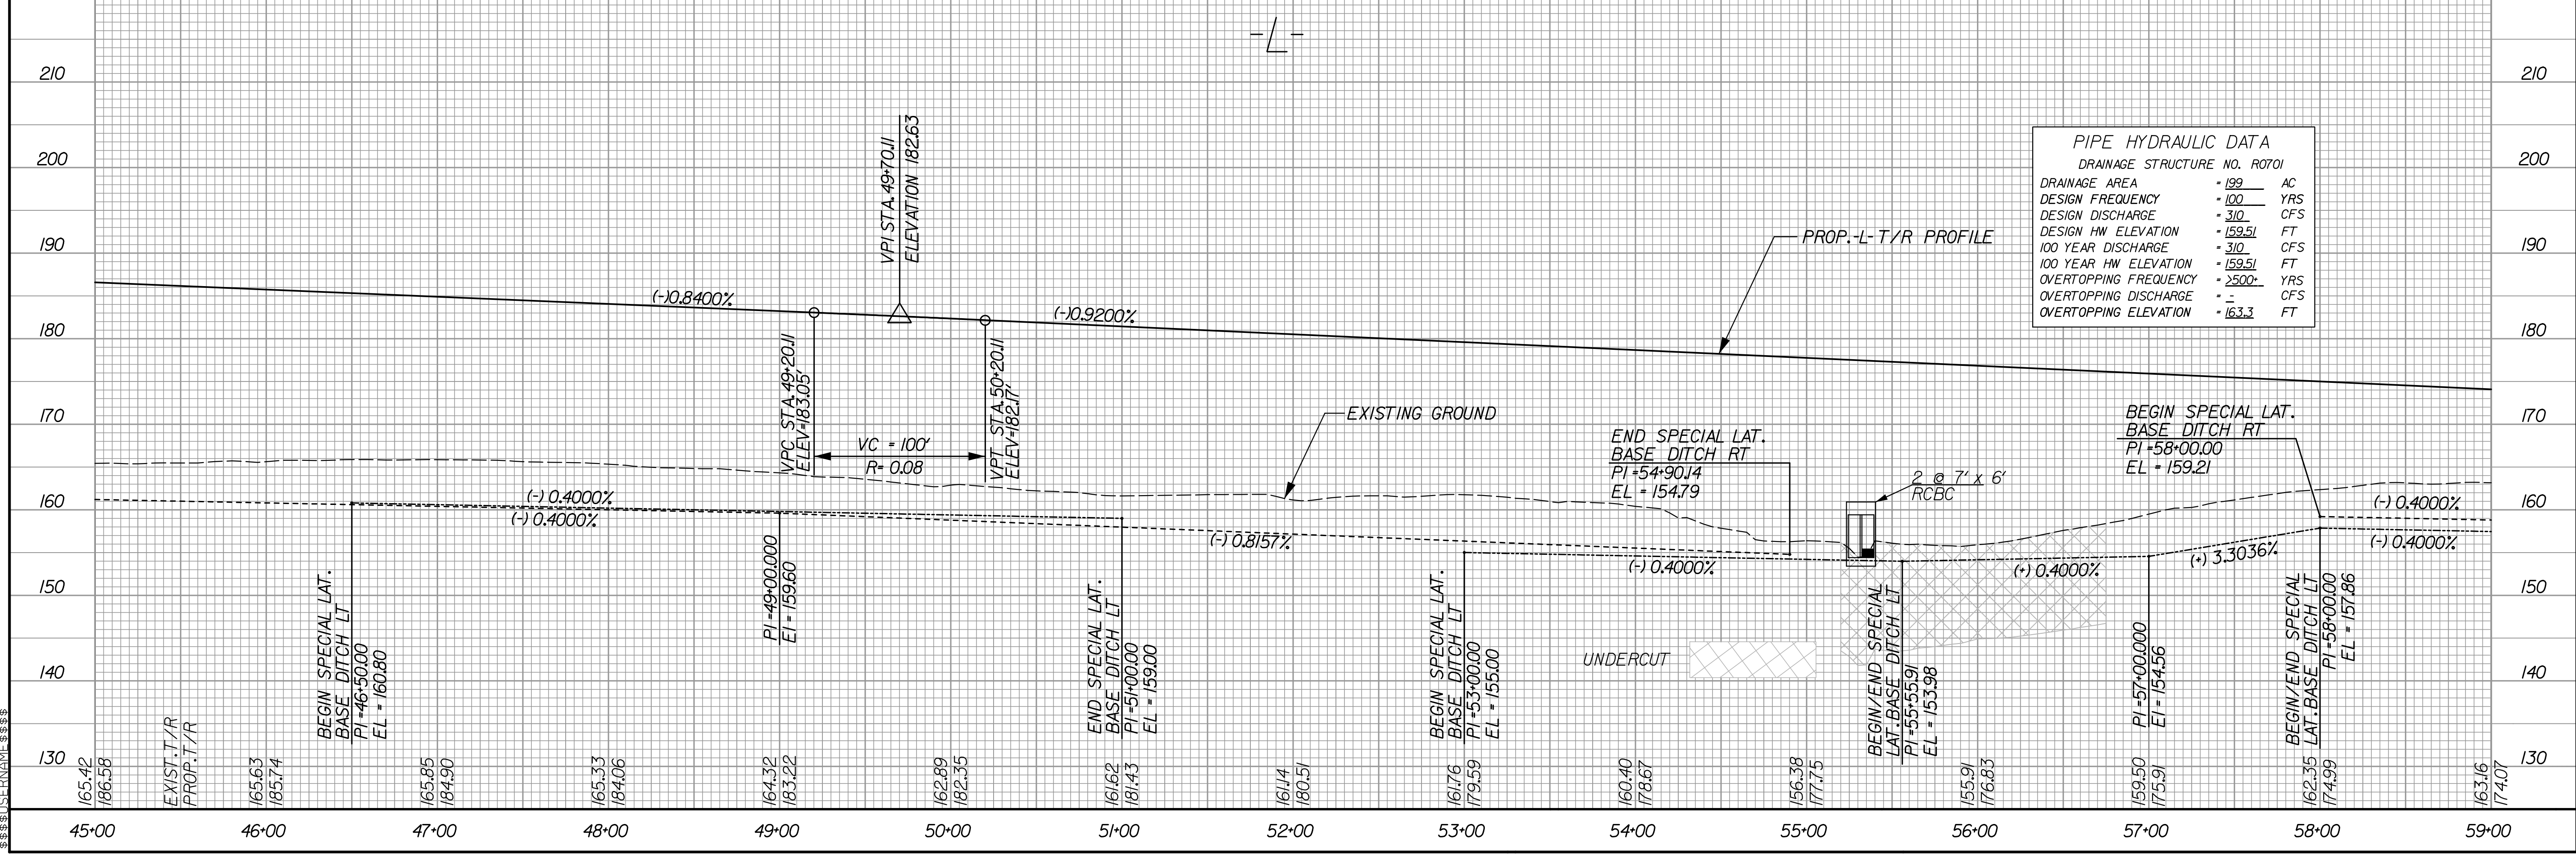 -L-
210
210
200
200
190
190
180
180
170
170
160
160
150
150
140
140
130
130
PIPE HYDRAULIC DATA
DRAINAGE STRUCTURE NO. R0701
DRAINAGE AREA = 199 AC
DESIGN FREQUENCY = 100 YRS
DESIGN DISCHARGE = 310 CFS
DESIGN HW ELEVATION = 159.51 FT
100 YEAR DISCHARGE = 310 CFS
100 YEAR HW ELEVATION = 159.51 FT
OVERTOPPING FREQUENCY = >500+ YRS
OVERTOPPING DISCHARGE = - CFS
OVERTOPPING ELEVATION = 163.3 FT
VPI STA. 49+70.11
ELEVATION 182.63
PROP.-L-T/R PROFILE
(-)0.8400%
(-)0.9200%
VPC STA. 49+20.11
ELEV=183.05'
VPT STA. 50+20.11
ELEV=182.17'
VC = 100'
R= 0.08
EXISTING GROUND
END SPECIAL LAT.
BASE DITCH RT
PI =54+90.14
EL = 154.79
2 @ 7' x 6'
RCBC
BEGIN SPECIAL LAT.
BASE DITCH RT
PI =58+00.00
EL = 159.21
(-) 0.4000%
(-) 0.4000%
(-) 0.8157%
(-) 0.4000%
(+) 0.4000%
(+) 3.3036%
(-) 0.4000%
(-) 0.4000%
BEGIN SPECIAL LAT.
BASE DITCH LT
PI =46+50.00
EL = 160.80
PI =49+00.000
EI = 159.60
END SPECIAL LAT.
BASE DITCH LT
PI =51+00.00
EL = 159.00
BEGIN SPECIAL LAT.
BASE DITCH LT
PI =53+00.00
EL = 155.00
UNDERCUT
BEGIN/END SPECIAL
LAT. BASE DITCH LT
PI =55+55.91
EL = 153.98
PI =57+00.000
EI = 154.56
BEGIN/END SPECIAL
LAT. BASE DITCH LT
PI =58+00.00
EL = 157.86
$$$$USERNAME$$$$
165.42
186.58
EXIST. T/R
PROP. T/R
165.63
185.74
165.85
184.90
165.33
184.06
164.32
183.22
162.89
182.35
161.62
181.43
161.14
180.51
161.76
179.59
160.40
178.67
156.38
177.75
155.91
176.83
159.50
175.91
162.35
174.99
163.16
174.07
45+00
46+00
47+00
48+00
49+00
50+00
51+00
52+00
53+00
54+00
55+00
56+00
57+00
58+00
59+00